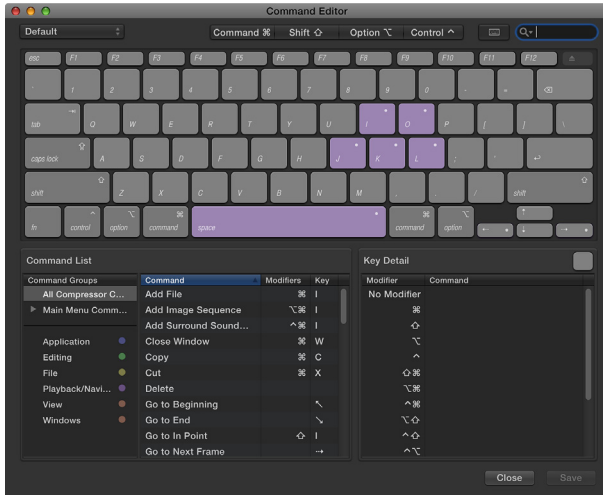 Command Editor
Default Command ⌘ Shift ⇧ Option ⌥ Control ^
esc F1 F2 F3 F4 F5 F6 F7 F8 F9 F10 F11 F12
` 1 2 3 4 5 6 7 8 9 0 - = ⌫
tab Q W E R T Y U I O P [ ] \
caps lock A S D F G H J K L ; ' ↵
shift Z X C V B N M , . / shift
fn control option command space command option
Command List Key Detail
Command Groups Command Modifiers Key Modifier Command
All Compressor C... Add File ⌘ I No Modifier
Main Menu Comm... Add Image Sequence ⌥⌘ I ⌘
Add Surround Sound... ^⌘ I ⇧
Application Close Window ⌘ W ⌥
Editing Copy ⌘ C ^
File Cut ⌘ X ⇧⌘
Playback/Navi... Delete ⌥⌘
View Go to Beginning ↖ ^⌘
Windows Go to End ↘ ⌥⇧
Go to In Point ⇧ I ^⇧
Go to Next Frame ⇢ ^⌥
Close Save